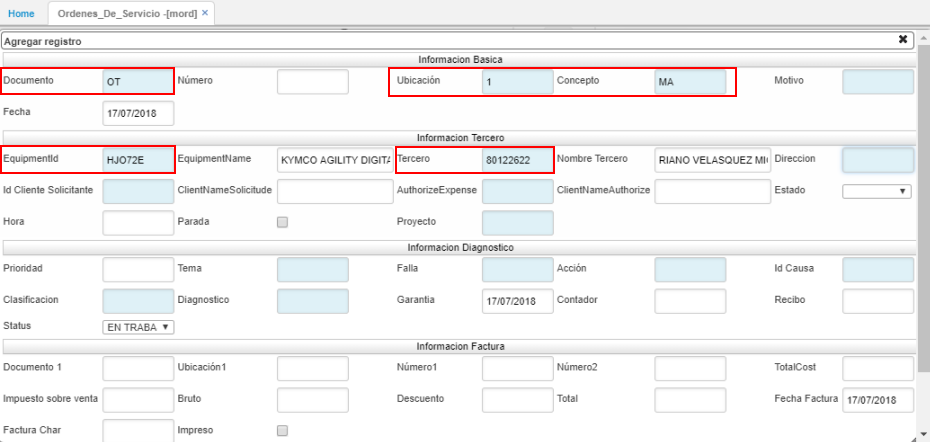 Home Ordenes_De_Servicio -[mord] ×
Agregar registro ✖
Informacion Basica
Documento OT Número Ubicación 1 Concepto MA Motivo
Fecha 17/07/2018
Informacion Tercero
EquipmentId HJO72E EquipmentName KYMCO AGILITY DIGITA Tercero 80122622 Nombre Tercero RIANO VELASQUEZ MI Direccion
Id Cliente Solicitante ClientNameSolicitude AuthorizeExpense ClientNameAuthorize Estado
Hora Parada Proyecto
Informacion Diagnostico
Prioridad Tema Falla Acción Id Causa
Clasificacion Diagnostico Garantia 17/07/2018 Contador Recibo
Status EN TRABA
Informacion Factura
Documento 1 Ubicación1 Número1 Número2 TotalCost
Impuesto sobre venta Bruto Descuento Total Fecha Factura 17/07/2018
Factura Char Impreso